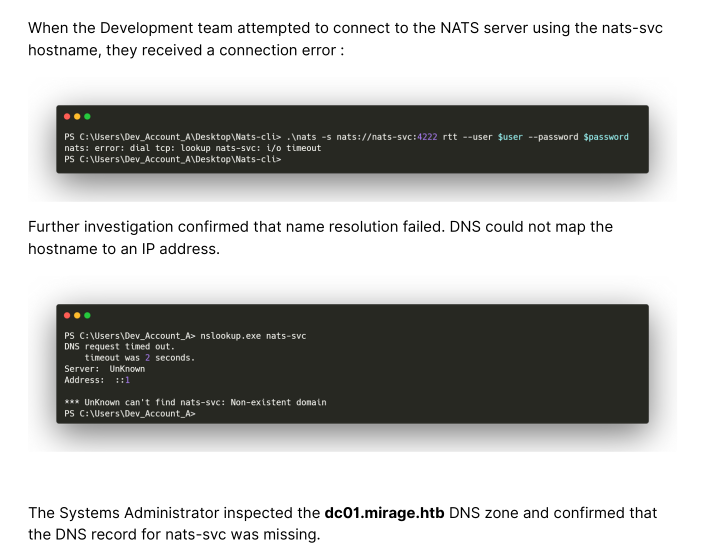 When the Development team attempted to connect to the NATS server using the nats-svc
hostname, they received a connection error :
PS C:\Users\Dev_Account_A\Desktop\Nats-cli> .\nats -s nats://nats-svc:4222 rtt --user $user --password $password
nats: error: dial tcp: lookup nats-svc: i/o timeout
PS C:\Users\Dev_Account_A\Desktop\Nats-cli>
Further investigation confirmed that name resolution failed. DNS could not map the
hostname to an IP address.
PS C:\Users\Dev_Account_A> nslookup.exe nats-svc
DNS request timed out.
    timeout was 2 seconds.
Server:  UnKnown
Address:  ::1
*** UnKnown can't find nats-svc: Non-existent domain
PS C:\Users\Dev_Account_A>
The Systems Administrator inspected the dc01.mirage.htb DNS zone and confirmed that
the DNS record for nats-svc was missing.